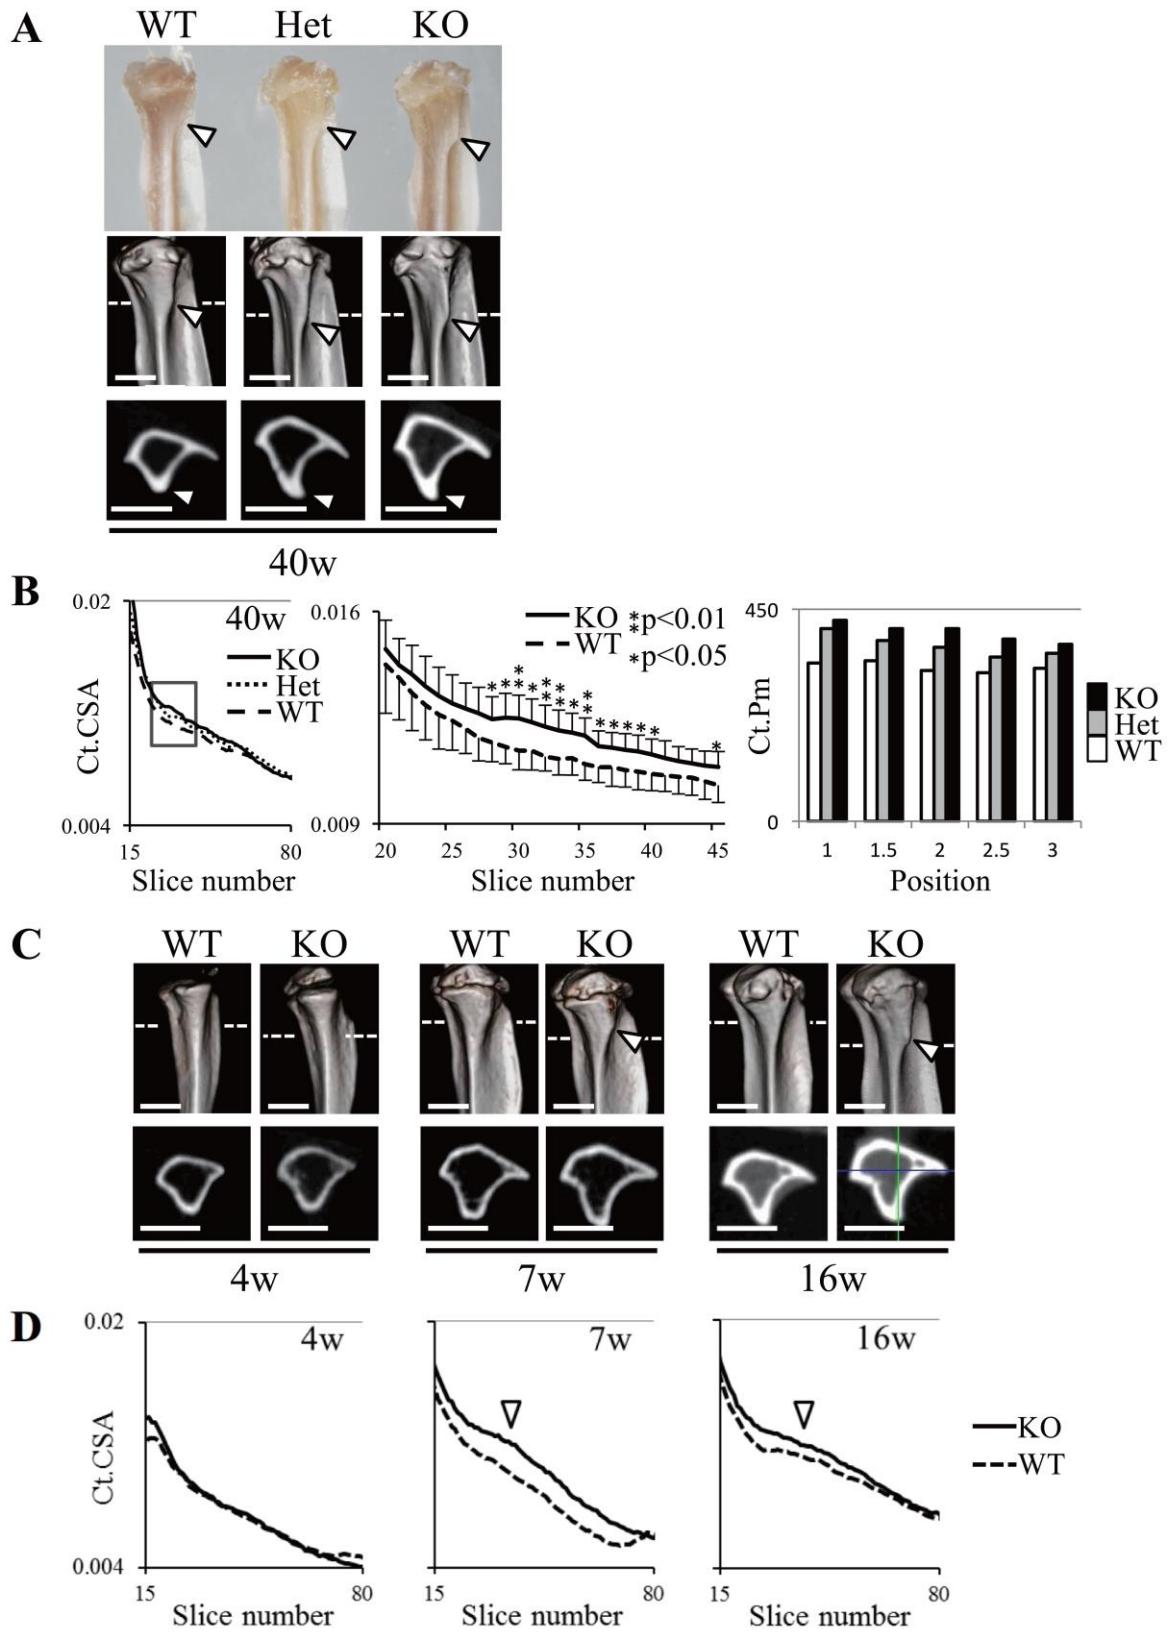 A
WT Het KO
40w
B
0.02
0.004
Ct.CSA
40w
KO
Het
WT
15 80
Slice number
0.016
0.009
KO
WT
**p<0.01
*p<0.05
* * * * * * * * * * * * * * * * * * *
20 25 30 35 40 45
Slice number
450
0
Ct.Pm
1 1.5 2 2.5 3
Position
KO
Het
WT
C
WT KO WT KO WT KO
4w 7w 16w
D
0.02
0.004
Ct.CSA
4w 7w 16w
KO
WT
15 80 15 80 15 80
Slice number Slice number Slice number